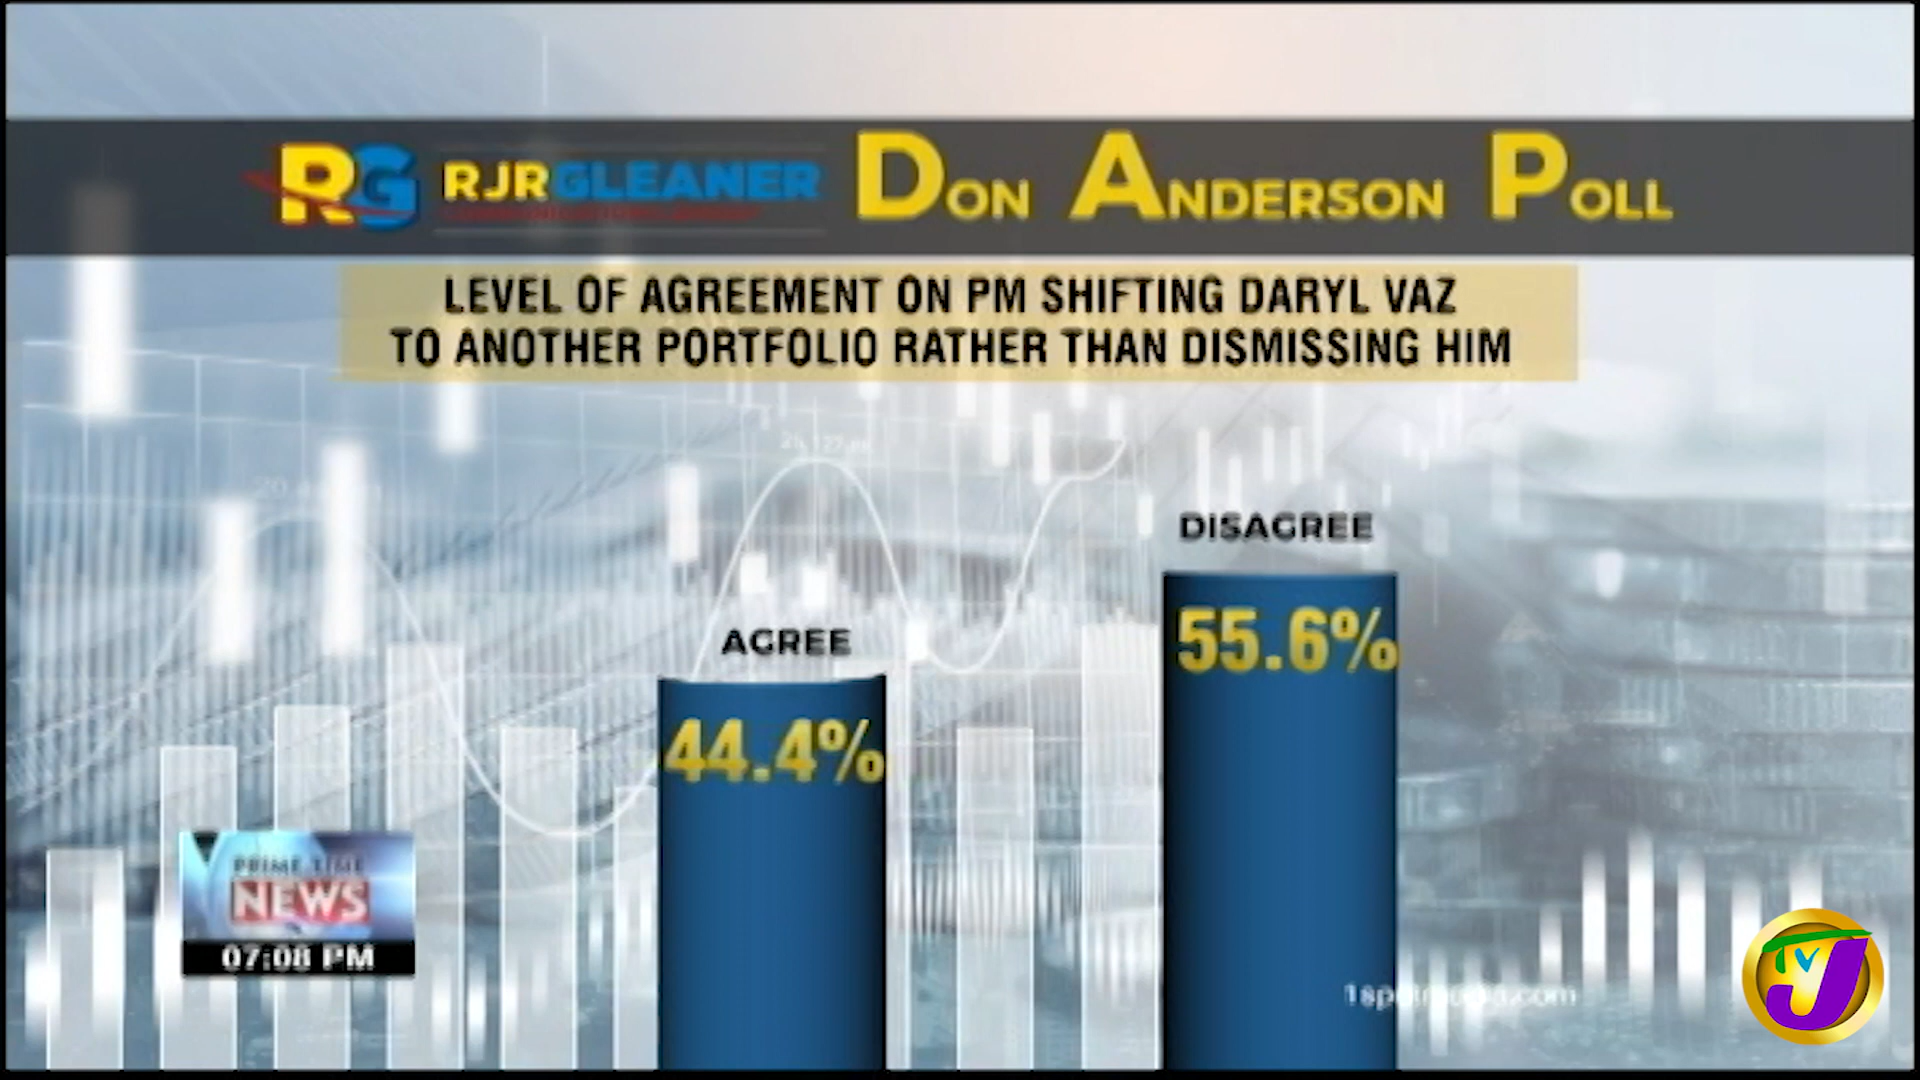 RG RJRGLEANER DON ANDERSON POLL
LEVEL OF AGREEMENT ON PM SHIFTING DARYL VAZ
TO ANOTHER PORTFOLIO RATHER THAN DISMISSING HIM
DISAGREE
55.6%
AGREE
44.4%
PRIME TIME
NEWS
07:08 PM
TVJ